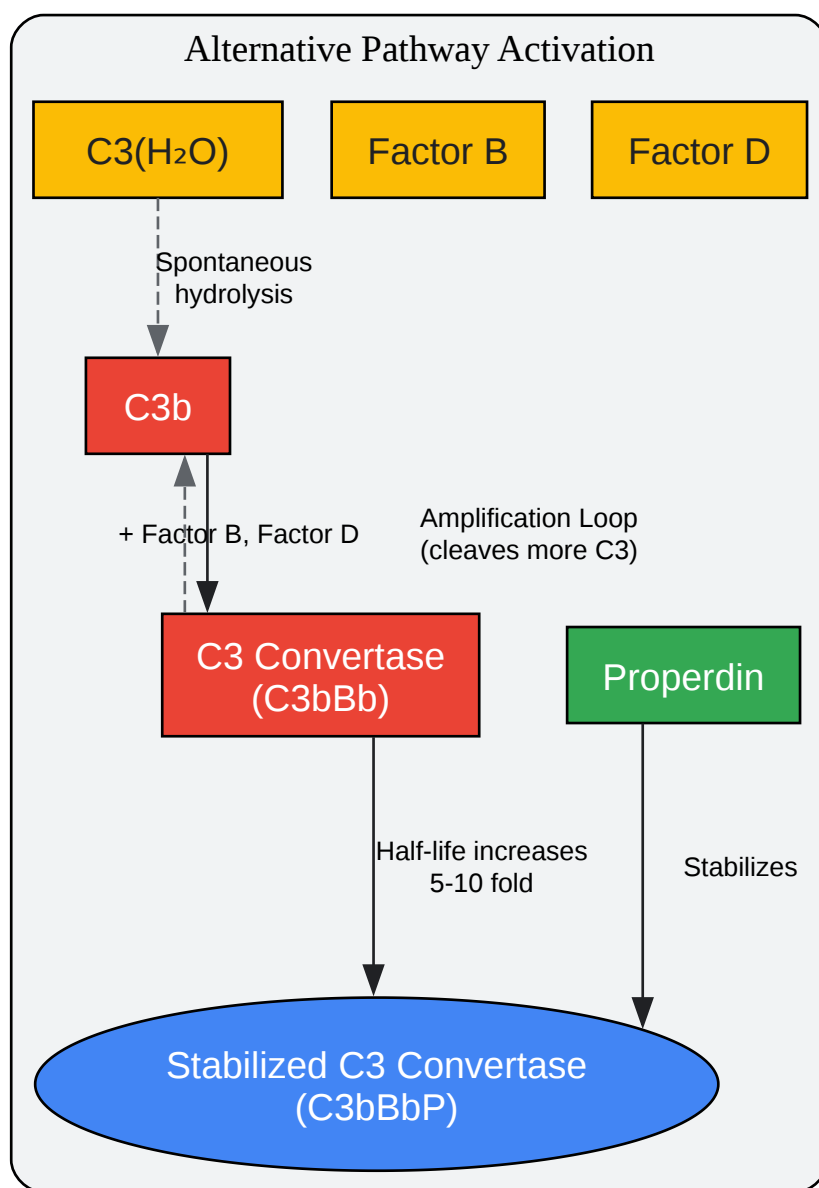 Alternative Pathway Activation
C3(H₂O)
Factor B
Factor D
Spontaneous
hydrolysis
C3b
+ Factor B, Factor D
Amplification Loop
(cleaves more C3)
C3 Convertase
(C3bBb)
Properdin
Half-life increases
5-10 fold
Stabilizes
Stabilized C3 Convertase
(C3bBbP)